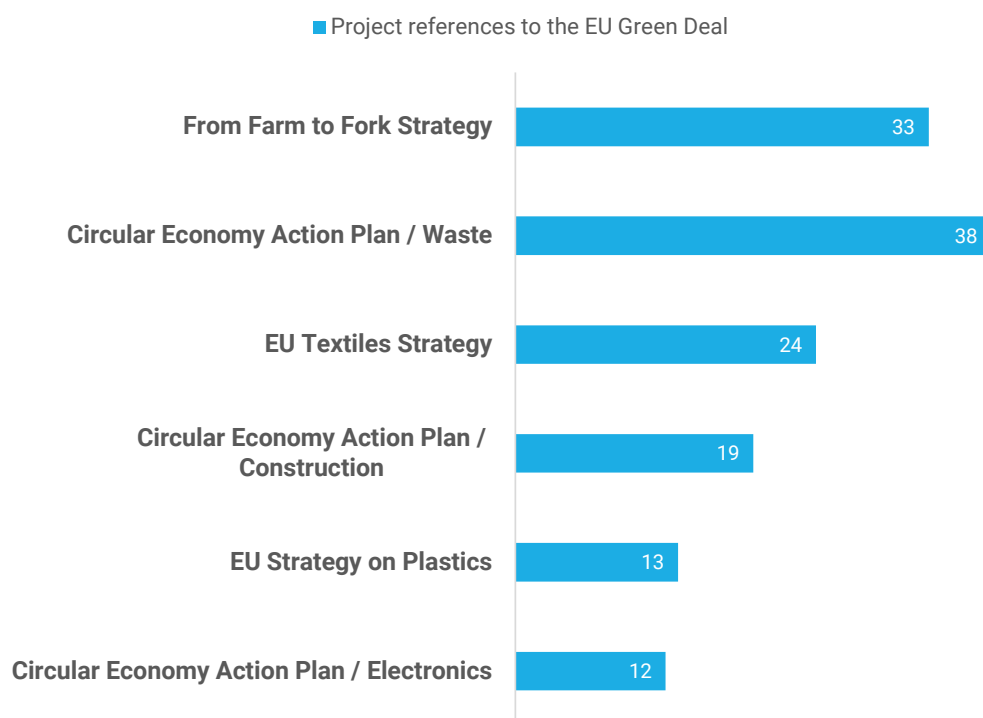 Project references to the EU Green Deal
From Farm to Fork Strategy
33
Circular Economy Action Plan / Waste
38
EU Textiles Strategy
24
Circular Economy Action Plan /
Construction
19
EU Strategy on Plastics
13
Circular Economy Action Plan / Electronics
12